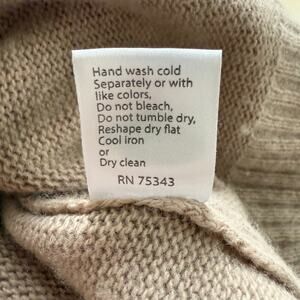 Hand wash cold
Separately or with
like colors,
Do not bleach,
Do not tumble dry,
Reshape dry flat
Cool iron
or
Dry clean
RN 75343